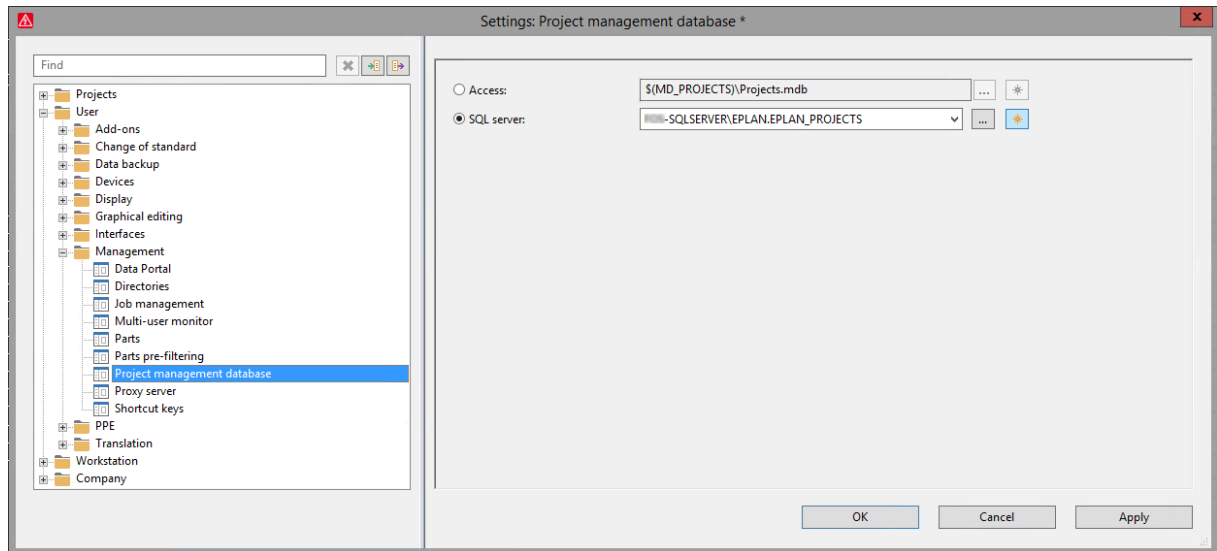 Settings: Project management database *
x
Find
Projects
User
Add-ons
Change of standard
Data backup
Devices
Display
Graphical editing
Interfaces
Management
Data Portal
Directories
Job management
Multi-user monitor
Parts
Parts pre-filtering
Project management database
Proxy server
Shortcut keys
PPE
Translation
Workstation
Company
Access:
$(MD_PROJECTS)\Projects.mdb
...
SQL server:
-SQLSERVER\EPLAN.EPLAN_PROJECTS
...
OK
Cancel
Apply